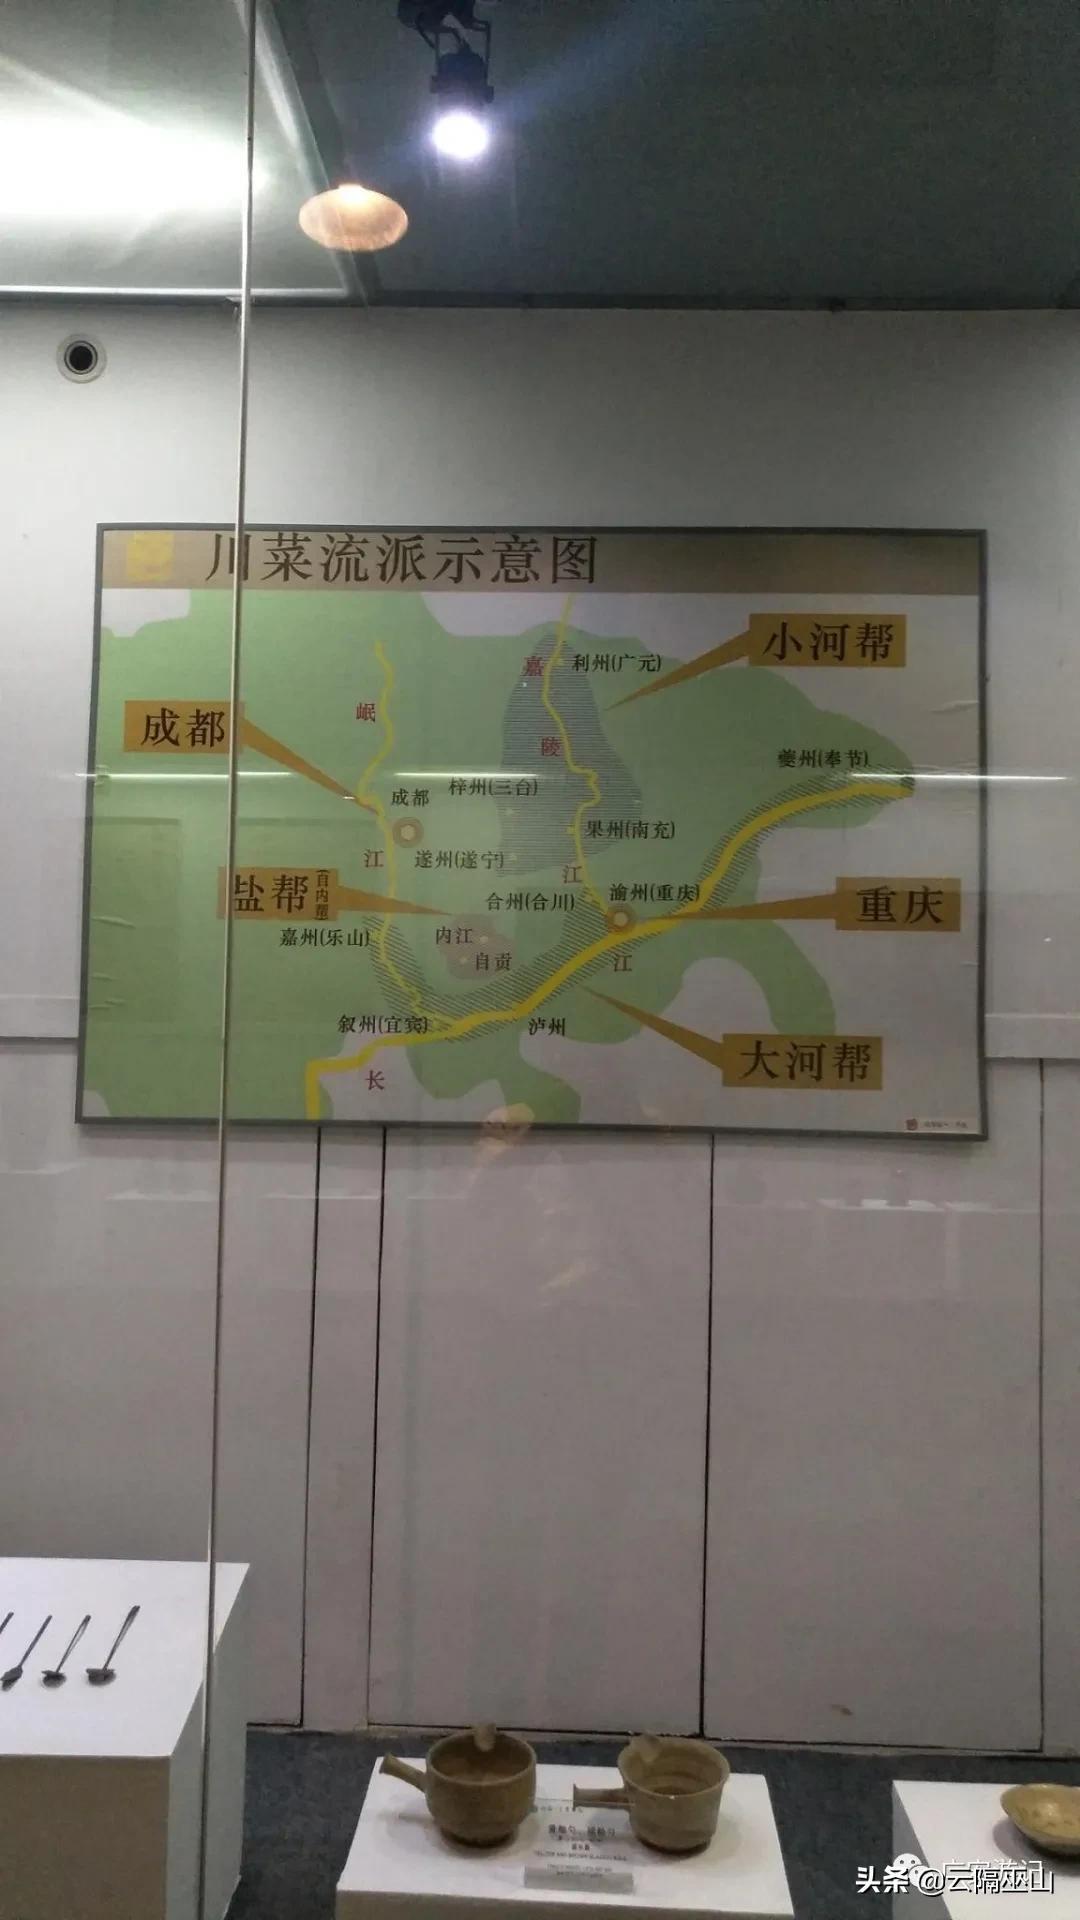 川菜流派示意图
小河帮
嘉
利州(广元)
成都
岷
陵
夔州(奉节)
梓州(三台)
成都
果州(南充)
江
遂州(遂宁)
江
盐帮(自内帮)
合州(合川)
渝州(重庆)
重庆
嘉州(乐山)
内江
自贡
江
叙州(宜宾)
泸州
大河帮
长
头条 @云隔巫山